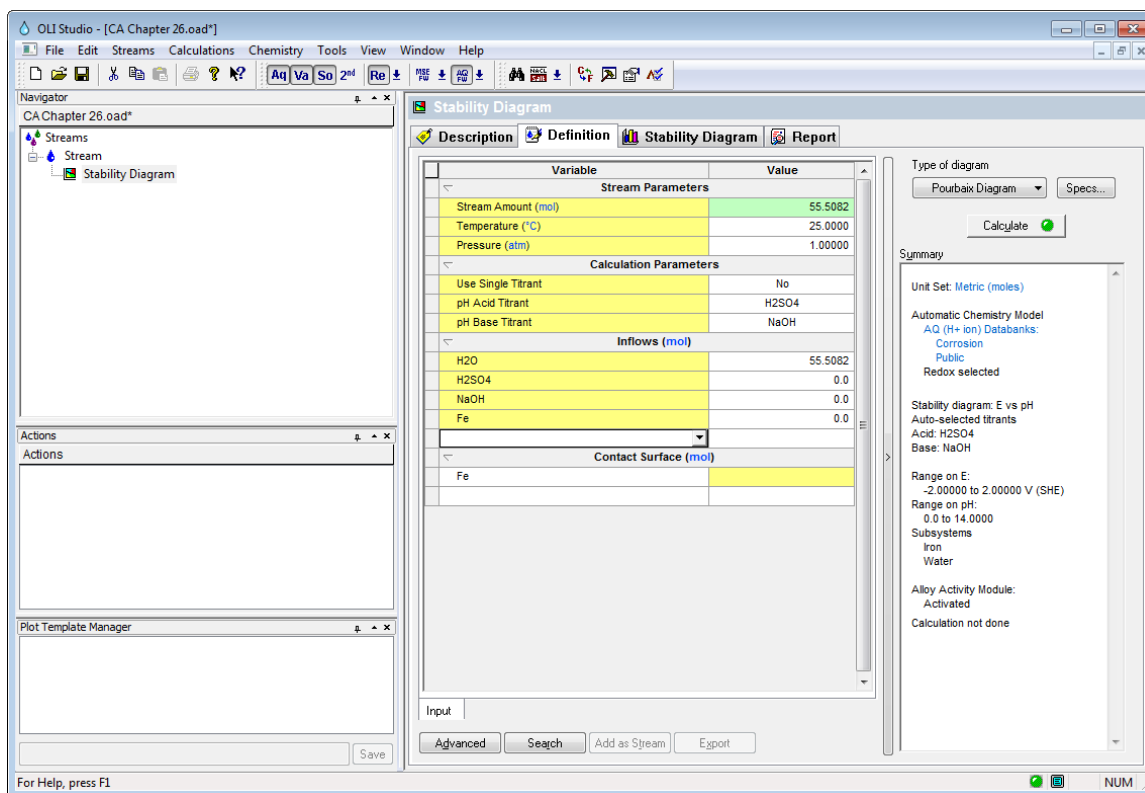 OLI Studio - [CA Chapter 26.oad*]
File Edit Streams Calculations Chemistry Tools View Window Help
Aq Va So 2nd Re MSE FW AQ FW NACL
Navigator
CA Chapter 26.oad*
Streams
Stream
Stability Diagram
Actions
Actions
Plot Template Manager
Save
Stability Diagram
Description Definition Stability Diagram Report
Variable Value
Stream Parameters
Stream Amount (mol) 55.5082
Temperature (°C) 25.0000
Pressure (atm) 1.00000
Calculation Parameters
Use Single Titrant No
pH Acid Titrant H2SO4
pH Base Titrant NaOH
Inflows (mol)
H2O 55.5082
H2SO4 0.0
NaOH 0.0
Fe 0.0
Contact Surface (mol)
Fe
Input
Advanced Search Add as Stream Export
Type of diagram
Pourbaix Diagram Specs...
Calculate
Summary
Unit Set: Metric (moles)
Automatic Chemistry Model
AQ (H+ ion) Databanks:
Corrosion
Public
Redox selected
Stability diagram: E vs pH
Auto-selected titrants
Acid: H2SO4
Base: NaOH
Range on E:
-2.00000 to 2.00000 V (SHE)
Range on pH:
0.0 to 14.0000
Subsystems
Iron
Water
Alloy Activity Module:
Activated
Calculation not done
For Help, press F1
NUM